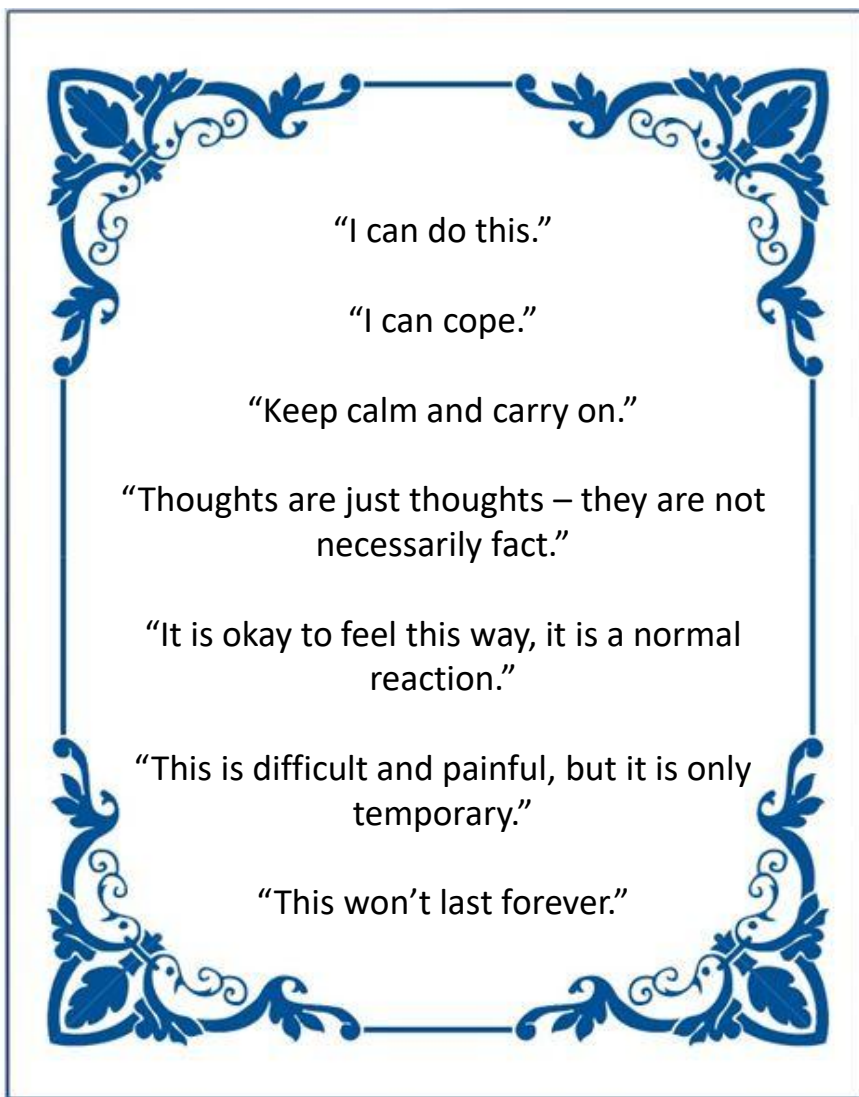 “I can do this.”
“I can cope.”
“Keep calm and carry on.”
“Thoughts are just thoughts – they are not
necessarily fact.”
“It is okay to feel this way, it is a normal
reaction.”
“This is difficult and painful, but it is only
temporary.”
“This won’t last forever.”